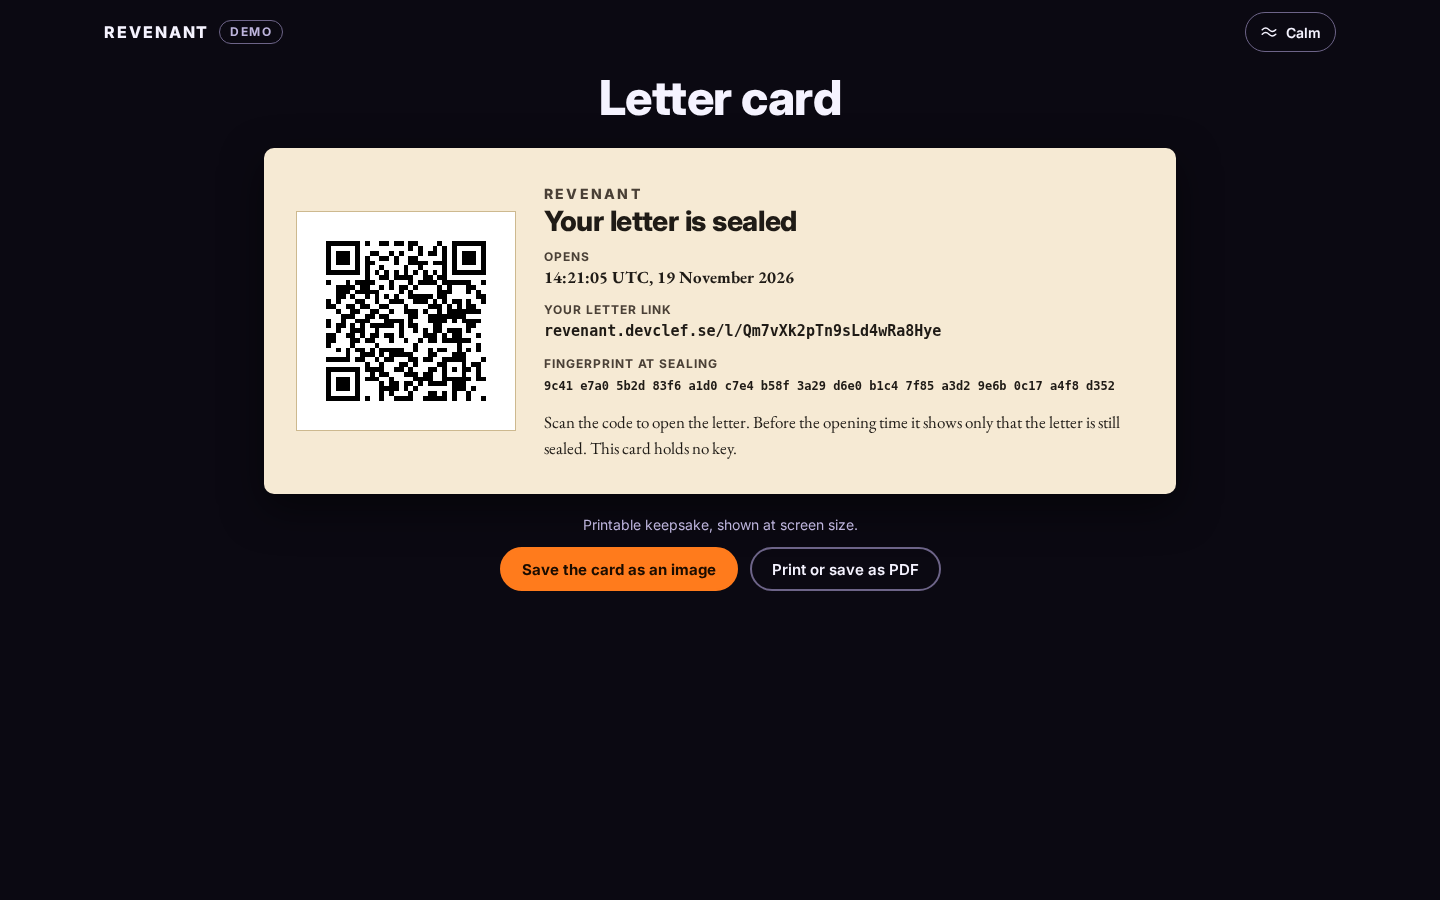 REVENANT DEMO
Calm
Letter card
REVENANT
Your letter is sealed
OPENS
14:21:05 UTC, 19 November 2026
YOUR LETTER LINK
revenant.devclef.se/l/Qm7vXk2pTn9sLd4wRa8Hye
FINGERPRINT AT SEALING
9c41 e7a0 5b2d 83f6 a1d0 c7e4 b58f 3a29 d6e0 b1c4 7f85 a3d2 9e6b 0c17 a4f8 d352
Scan the code to open the letter. Before the opening time it shows only that the letter is still
sealed. This card holds no key.
Printable keepsake, shown at screen size.
Save the card as an image
Print or save as PDF